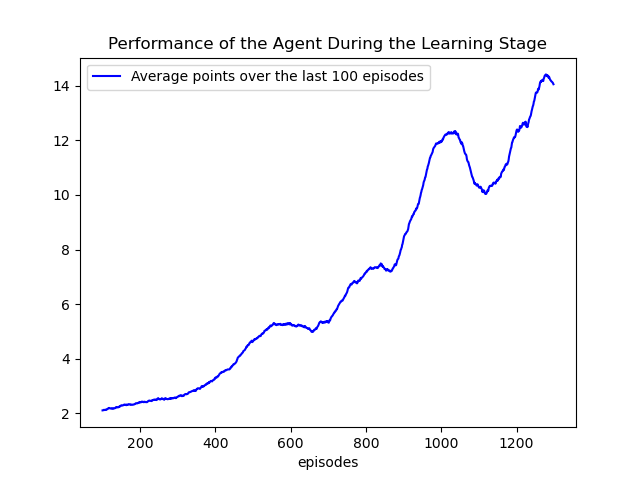 Performance of the Agent During the Learning Stage
Average points over the last 100 episodes
14
12
10
8
6
4
2
200 400 600 800 1000 1200
episodes